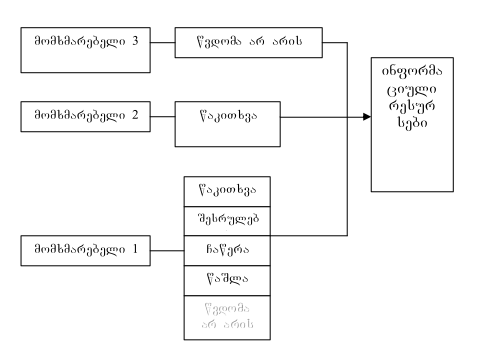 მომხმარებელი 3
წვდომა არ არის
ინფორმა
ციული
რესურ
სები
მომხმარებელი 2
წაკითხვა
წაკითხვა
შესრულებ
მომხმარებელი 1
ჩაწერა
წაშლა
წვდომა
არ არის